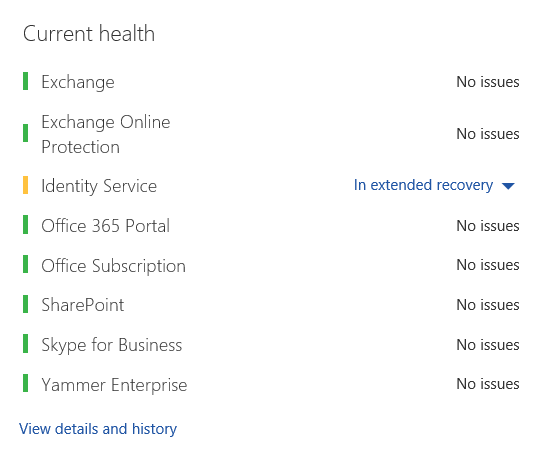 Current health
Exchange No issues
Exchange Online
Protection No issues
Identity Service In extended recovery
Office 365 Portal No issues
Office Subscription No issues
SharePoint No issues
Skype for Business No issues
Yammer Enterprise No issues
View details and history